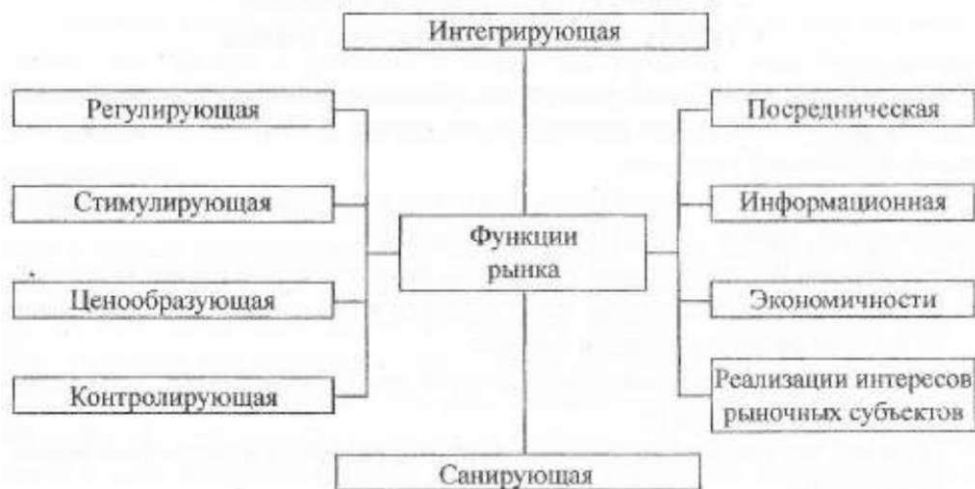 Интегрирующая
Регулирующая
Посредническая
Стимулирующая
Информационная
Функции
рынка
Ценообразующая
Экономичности
Контролирующая
Реализации интересов
рыночных субъектов
Санирующая